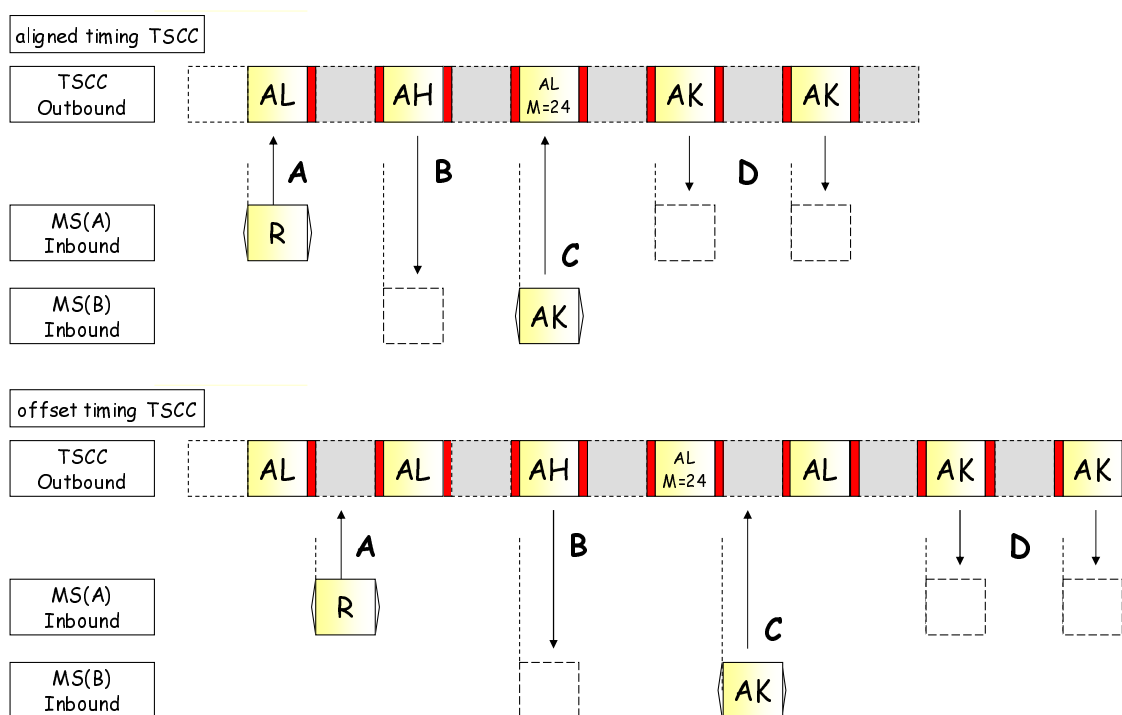 aligned timing TSCC
TSCC
Outbound
AL
AH
AL
M=24
AK
AK
A
B
D
MS(A)
Inbound
R
C
MS(B)
Inbound
AK
offset timing TSCC
TSCC
Outbound
AL
AL
AH
AL
M=24
AL
AK
AK
A
B
D
MS(A)
Inbound
R
C
MS(B)
Inbound
AK